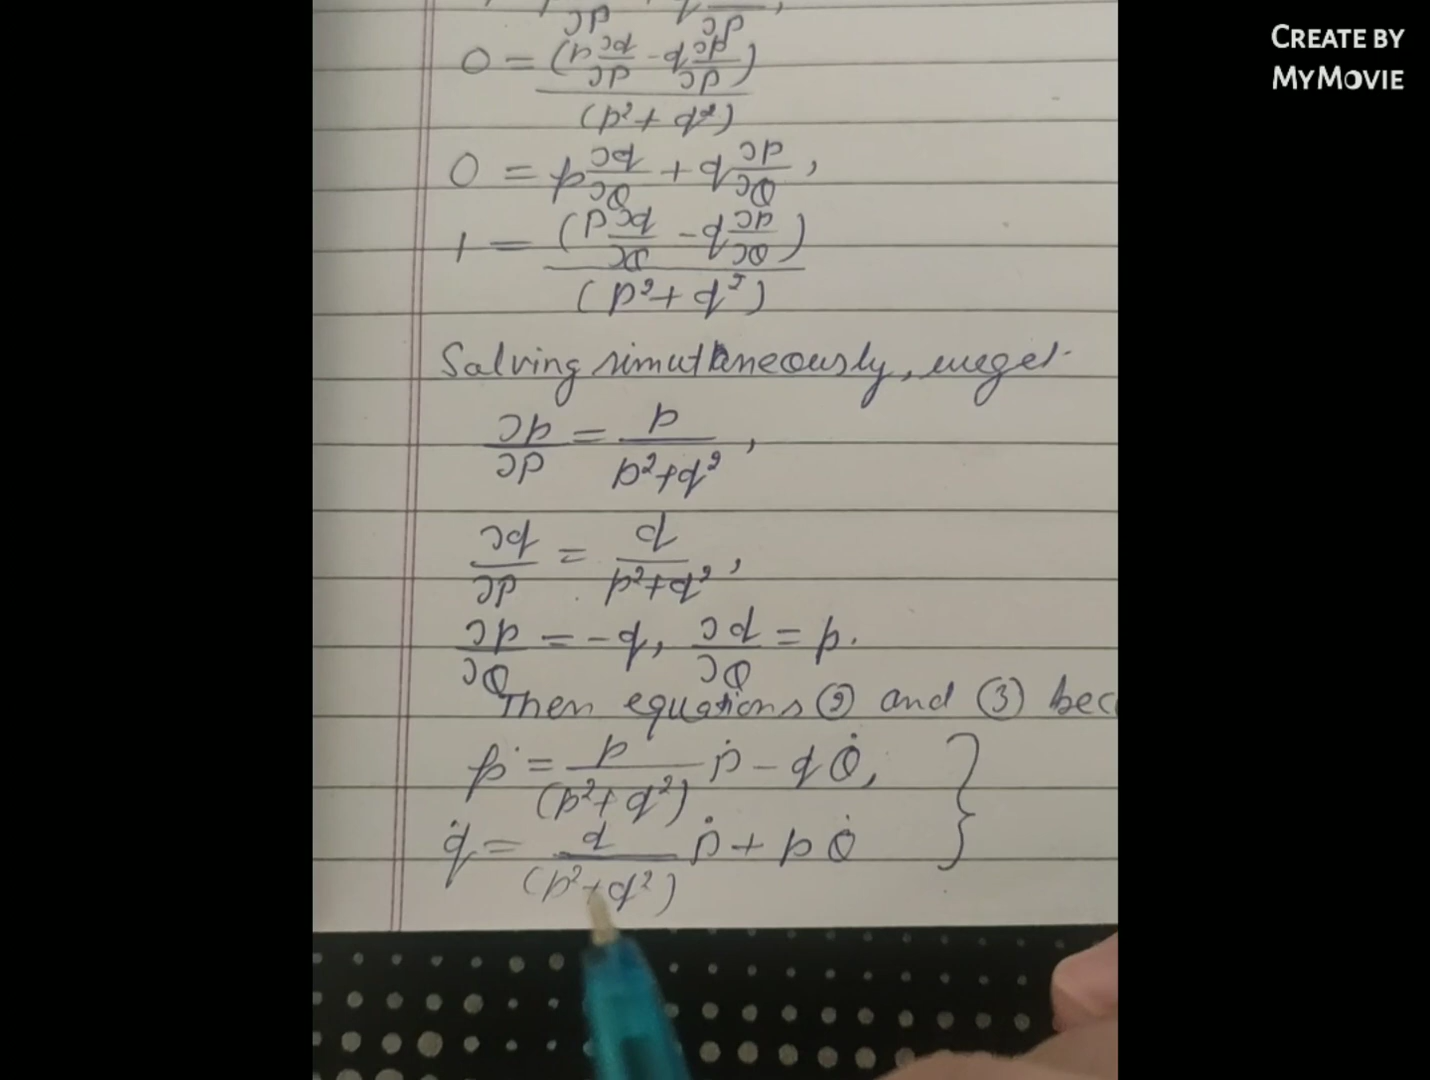 CREATE BY
MYMOVIE
0 = (p ∂p/∂P - q ∂q/∂P) / (p² + q²)
0 = p ∂p/∂Q + q ∂q/∂Q ,
1 = (p ∂q/∂Q - q ∂p/∂Q) / (p² + q²)
Solving simultaneously, we get
∂p/∂P = p / (p² + q²) ,
∂q/∂P = q / (p² + q²) ,
∂p/∂Q = -q, ∂q/∂Q = p.
Then equations ② and ③ bec
ṗ = p/(p² + q²) Ṗ - q Q̇,
q̇ = q/(p² + q²) Ṗ + p Q̇